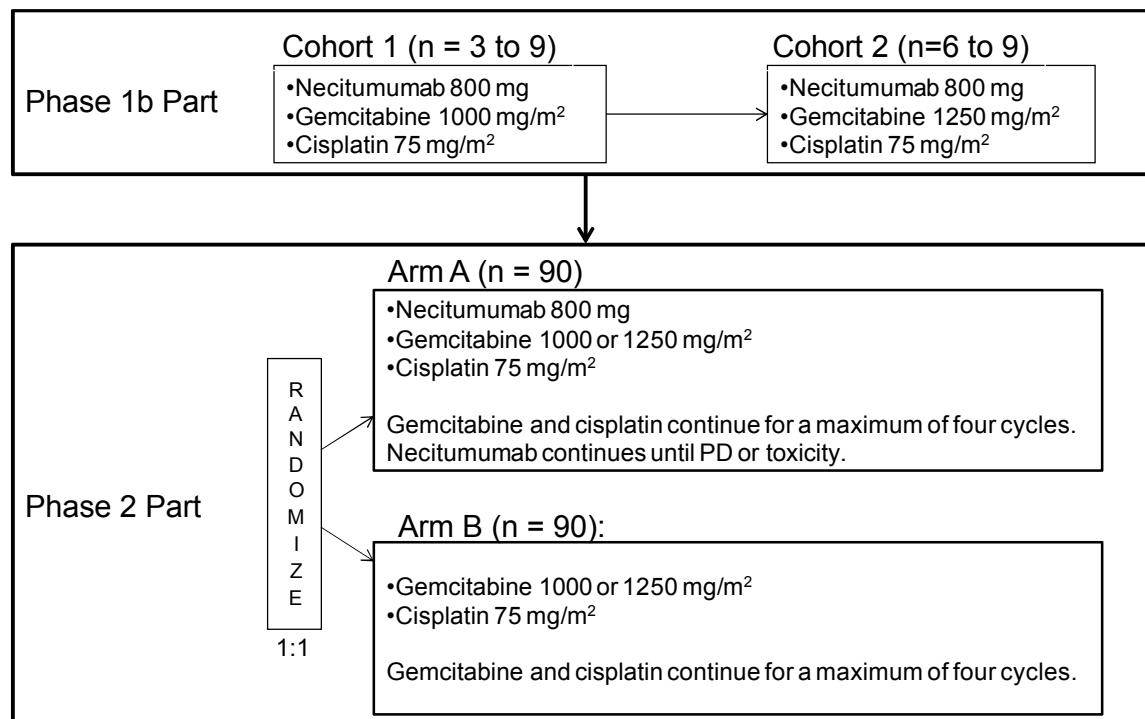 Phase 1b Part
Cohort 1 (n = 3 to 9)
•Necitumumab 800 mg
•Gemcitabine 1000 mg/m²
•Cisplatin 75 mg/m²
Cohort 2 (n=6 to 9)
•Necitumumab 800 mg
•Gemcitabine 1250 mg/m²
•Cisplatin 75 mg/m²
Phase 2 Part
R
A
N
D
O
M
I
Z
E
1:1
Arm A (n = 90)
•Necitumumab 800 mg
•Gemcitabine 1000 or 1250 mg/m²
•Cisplatin 75 mg/m²
Gemcitabine and cisplatin continue for a maximum of four cycles.
Necitumumab continues until PD or toxicity.
Arm B (n = 90):
•Gemcitabine 1000 or 1250 mg/m²
•Cisplatin 75 mg/m²
Gemcitabine and cisplatin continue for a maximum of four cycles.